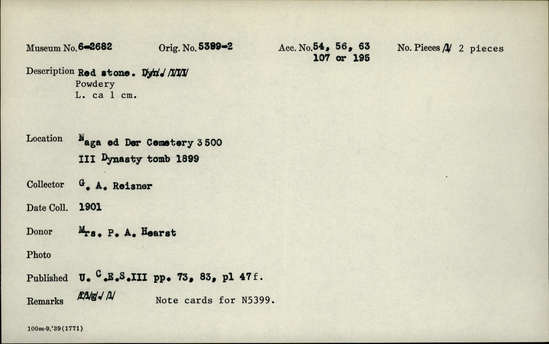 Museum No. 6-2682 Orig. No. 5399-2 Acc. No. 54, 56, 63 No. Pieces 2 pieces
107 or 195
Description Red stone.
Powdery
L. ca 1 cm.
Location Naga ed Der Cemetery 3500
III Dynasty tomb 1899
Collector G. A. Reisner
Date Coll. 1901
Donor Mrs. P. A. Hearst
Photo
Published U. C.E.S.III pp. 73, 83, pl 47f.
Remarks Note cards for N5399.
100m-9,'39(1771)